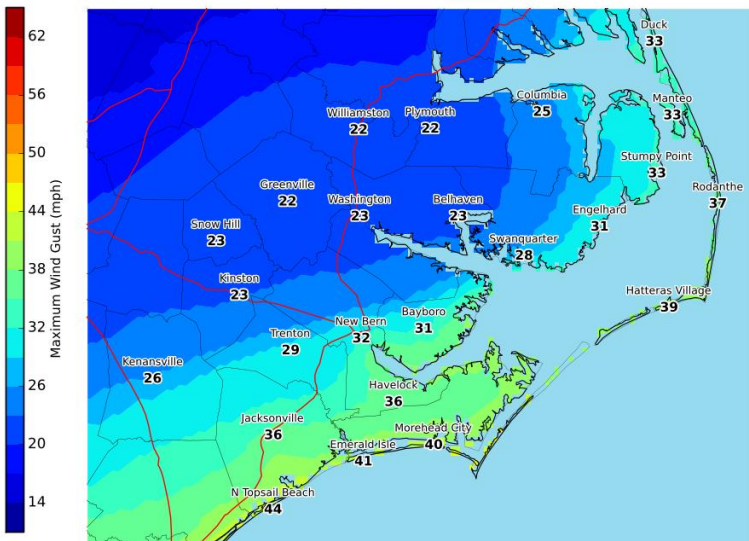 Maximum Wind Gust (mph)
62
56
50
44
38
32
26
20
14
Duck
33
Columbia
25
Manteo
33
Williamston
22
Plymouth
22
Stumpy Point
33
Greenville
22
Rodanthe
37
Washington
23
Belhaven
23
Engelhard
31
Snow Hill
23
Swanquarter
28
Kinston
23
Hatteras Village
39
Bayboro
31
New Bern
32
Trenton
29
Kenansville
26
Havelock
36
Jacksonville
36
Morehead City
40
Emerald Isle
41
N Topsail Beach
44